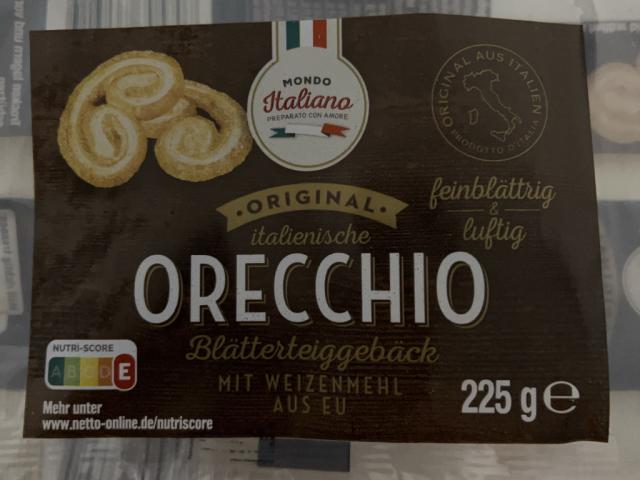 MONDO
Italiano
PREPARATO CON AMORE
ORIGINAL AUS ITALIEN
PRODOTTO D'ITALIA
feinblättrig
&
luftig
·ORIGINAL·
italienische
ORECCHIO
Blätterteiggebäck
MIT WEIZENMEHL
AUS EU
NUTRI-SCORE
ABCDE
Mehr unter
www.netto-online.de/nutriscore
225 g ℮